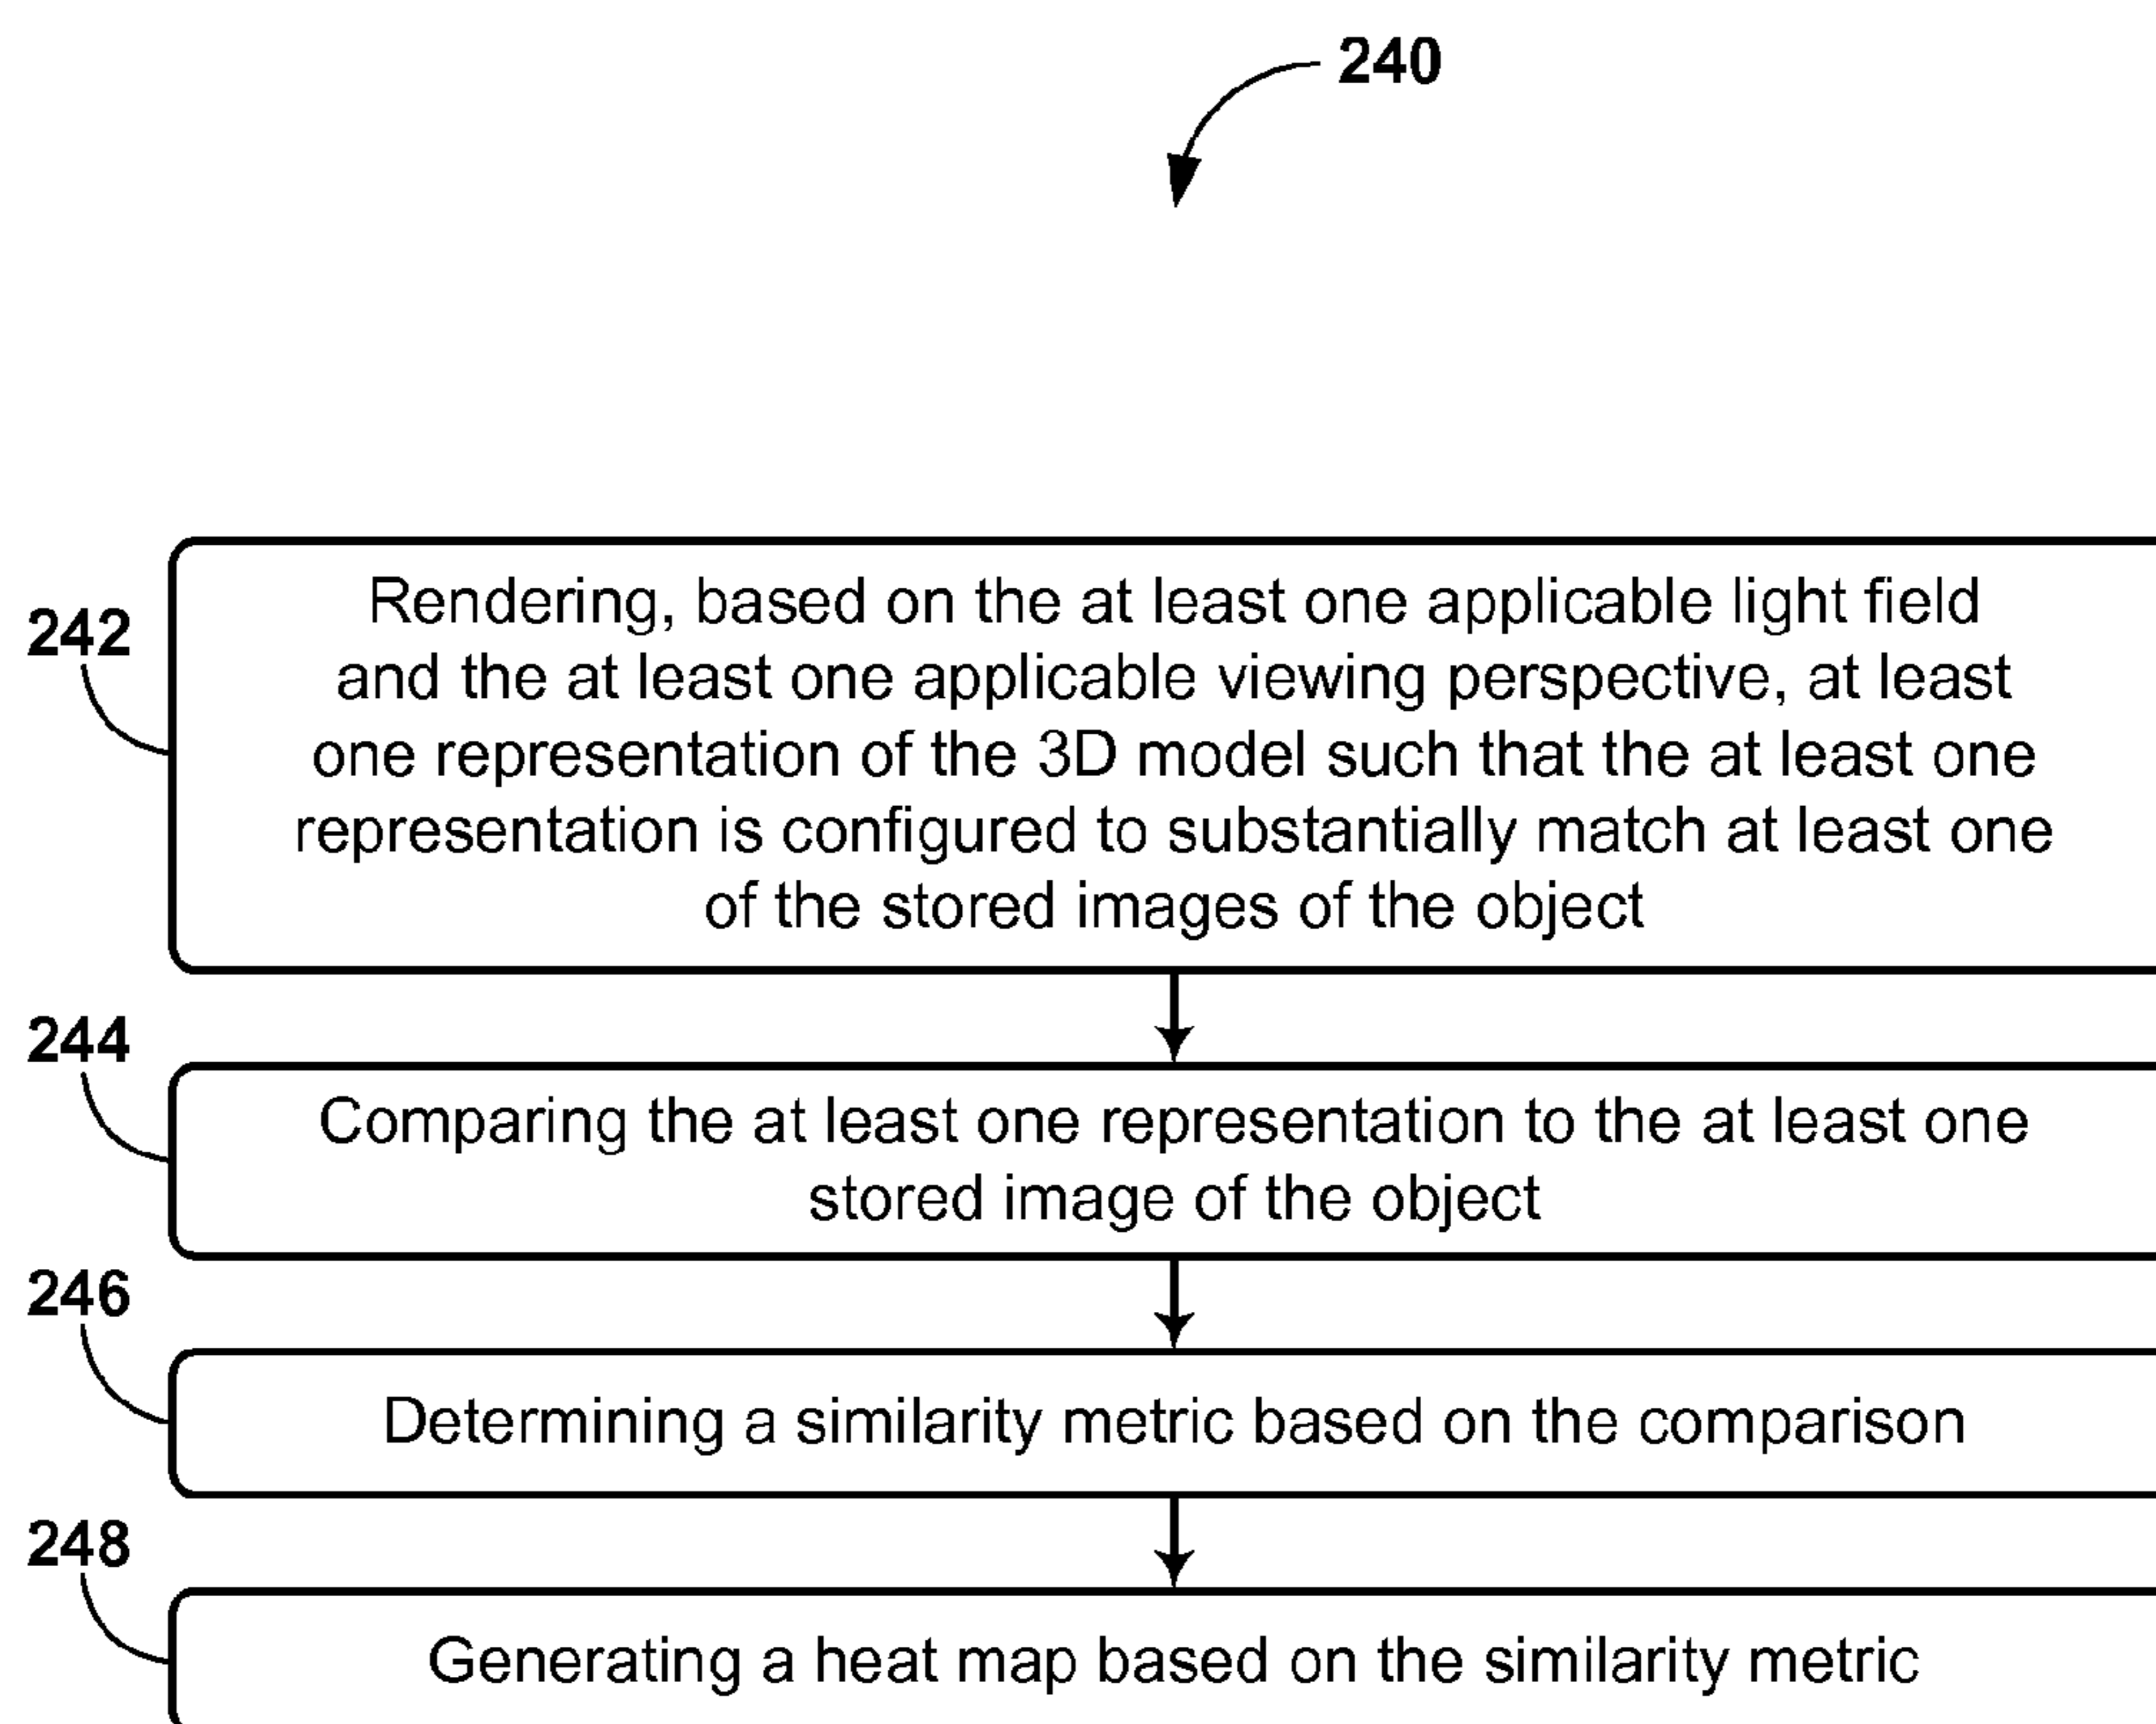 240
242
Rendering, based on the at least one applicable light field
and the at least one applicable viewing perspective, at least
one representation of the 3D model such that the at least one
representation is configured to substantially match at least one
of the stored images of the object
244
Comparing the at least one representation to the at least one
stored image of the object
246
Determining a similarity metric based on the comparison
248
Generating a heat map based on the similarity metric